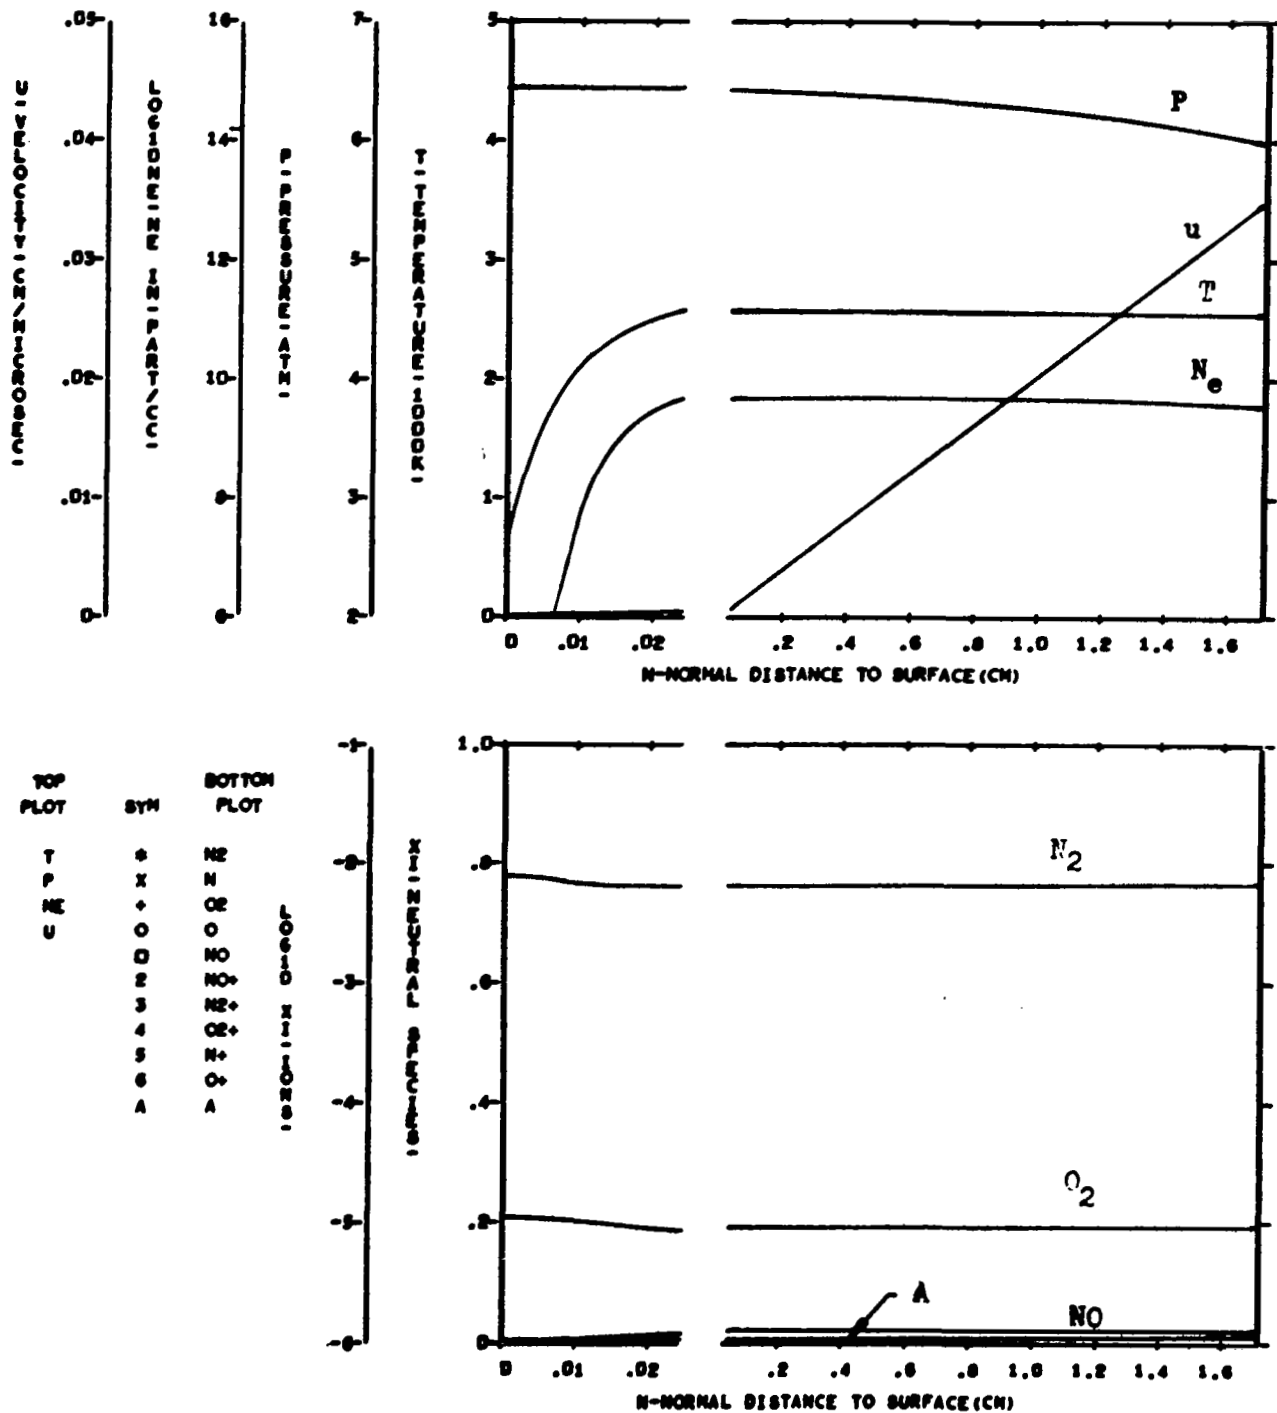 .05 16 7 5
.04 14 6 4
.03 12 5 3
.02 10 4 2
.01 8 3 1
0 6 2 0
U-VELOCITY(CM/MICROSEC)
LOG10NE-NE IN-PART/CC)
P-PRESSURE-ATM)
T-TEMPERATURE-1000K)
P
u
T
Ne
0 .01 .02 .2 .4 .6 .8 1.0 1.2 1.4 1.6
N-NORMAL DISTANCE TO SURFACE(CM)
TOP PLOT SYM BOTTOM PLOT
T * N2
P X N
NE + O2
U O O
□ NO
2 NO+
3 N2+
4 O2+
5 N+
6 O+
A A
LOG10 XI-IONS)
XI-NEUTRAL SPECIES)
-1 1.0
-2 .8
-3 .6
-4 .4
-5 .2
-6 0
N2
O2
A
NO
0 .01 .02 .2 .4 .6 .8 1.0 1.2 1.4 1.6
N-NORMAL DISTANCE TO SURFACE(CM)